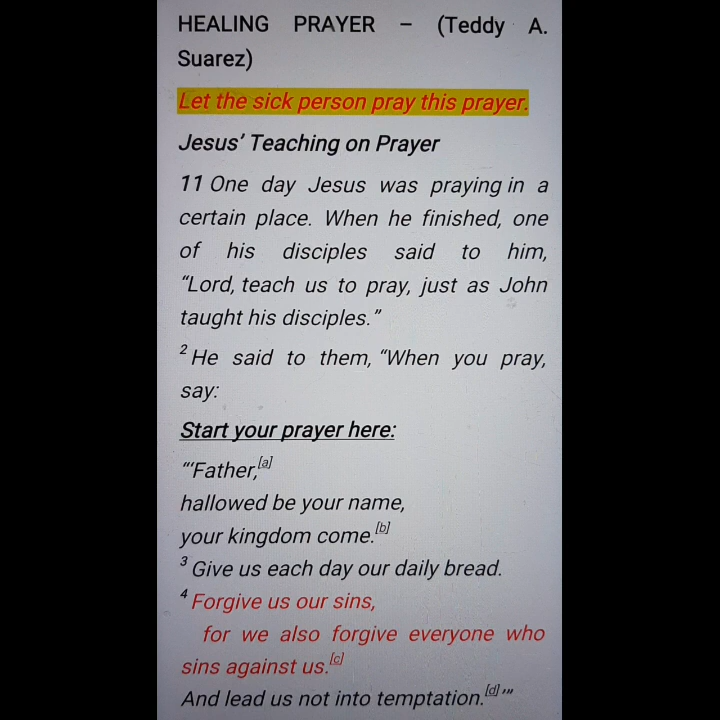 HEALING PRAYER – (Teddy A.
Suarez)
Let the sick person pray this prayer.
Jesus’ Teaching on Prayer
11 One day Jesus was praying in a
certain place. When he finished, one
of his disciples said to him,
“Lord, teach us to pray, just as John
taught his disciples.”
2 He said to them, “When you pray,
say:
Start your prayer here:
“‘Father,[a]
hallowed be your name,
your kingdom come.[b]
3 Give us each day our daily bread.
4 Forgive us our sins,
for we also forgive everyone who
sins against us.[c]
And lead us not into temptation.[d]’”